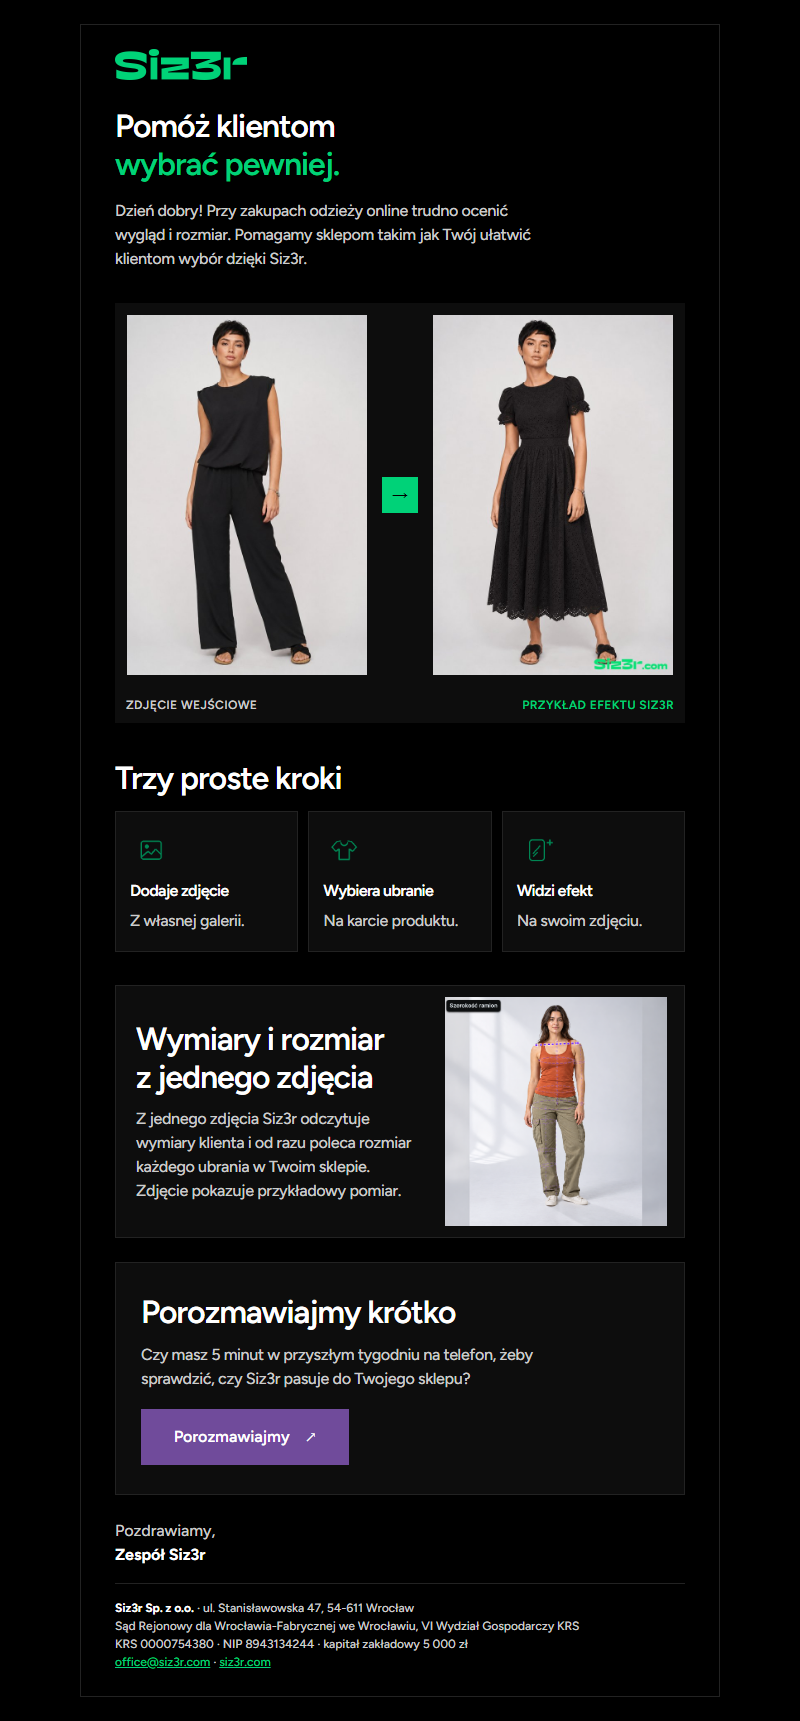 Siz3r
Pomóż klientom
wybrać pewniej.
Dzień dobry! Przy zakupach odzieży online trudno ocenić
wygląd i rozmiar. Pomagamy sklepom takim jak Twój ułatwić
klientom wybór dzięki Siz3r.
→
Siz3r.com
ZDJĘCIE WEJŚCIOWE
PRZYKŁAD EFEKTU SIZ3R
Trzy proste kroki
Dodaje zdjęcie
Z własnej galerii.
Wybiera ubranie
Na karcie produktu.
Widzi efekt
Na swoim zdjęciu.
Wymiary i rozmiar
z jednego zdjęcia
Z jednego zdjęcia Siz3r odczytuje
wymiary klienta i od razu poleca rozmiar
każdego ubrania w Twoim sklepie.
Zdjęcie pokazuje przykładowy pomiar.
Szerokość ramion
Porozmawiajmy krótko
Czy masz 5 minut w przyszłym tygodniu na telefon, żeby
sprawdzić, czy Siz3r pasuje do Twojego sklepu?
Porozmawiajmy ↗
Pozdrawiamy,
Zespół Siz3r
Siz3r Sp. z o.o. · ul. Stanisławowska 47, 54-611 Wrocław
Sąd Rejonowy dla Wrocławia-Fabrycznej we Wrocławiu, VI Wydział Gospodarczy KRS
KRS 0000754380 · NIP 8943134244 · kapitał zakładowy 5 000 zł
office@siz3r.com · siz3r.com